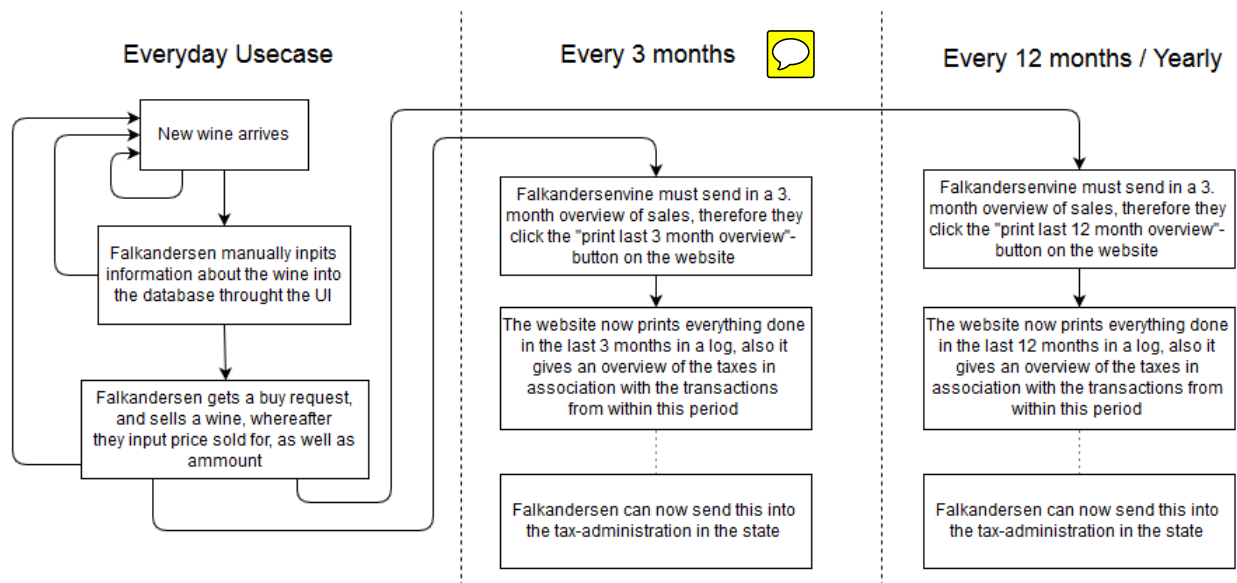 Everyday Usecase
New wine arrives
Falkandersen manually inpits
information about the wine into
the database throught the UI
Falkandersen gets a buy request,
and sells a wine, whereafter
they input price sold for, as well as
ammount
Every 3 months
Falkandersenvine must send in a 3.
month overview of sales, therefore they
click the "print last 3 month overview"-
button on the website
The website now prints everything done
in the last 3 months in a log, also it
gives an overview of the taxes in
association with the transactions
from within this period
Falkandersen can now send this into
the tax-administration in the state
Every 12 months / Yearly
Falkandersenvine must send in a 3.
month overview of sales, therefore they
click the "print last 12 month overview"-
button on the website
The website now prints everything done
in the last 12 months in a log, also it
gives an overview of the taxes in
association with the transactions from
within this period
Falkandersen can now send this into
the tax-administration in the state